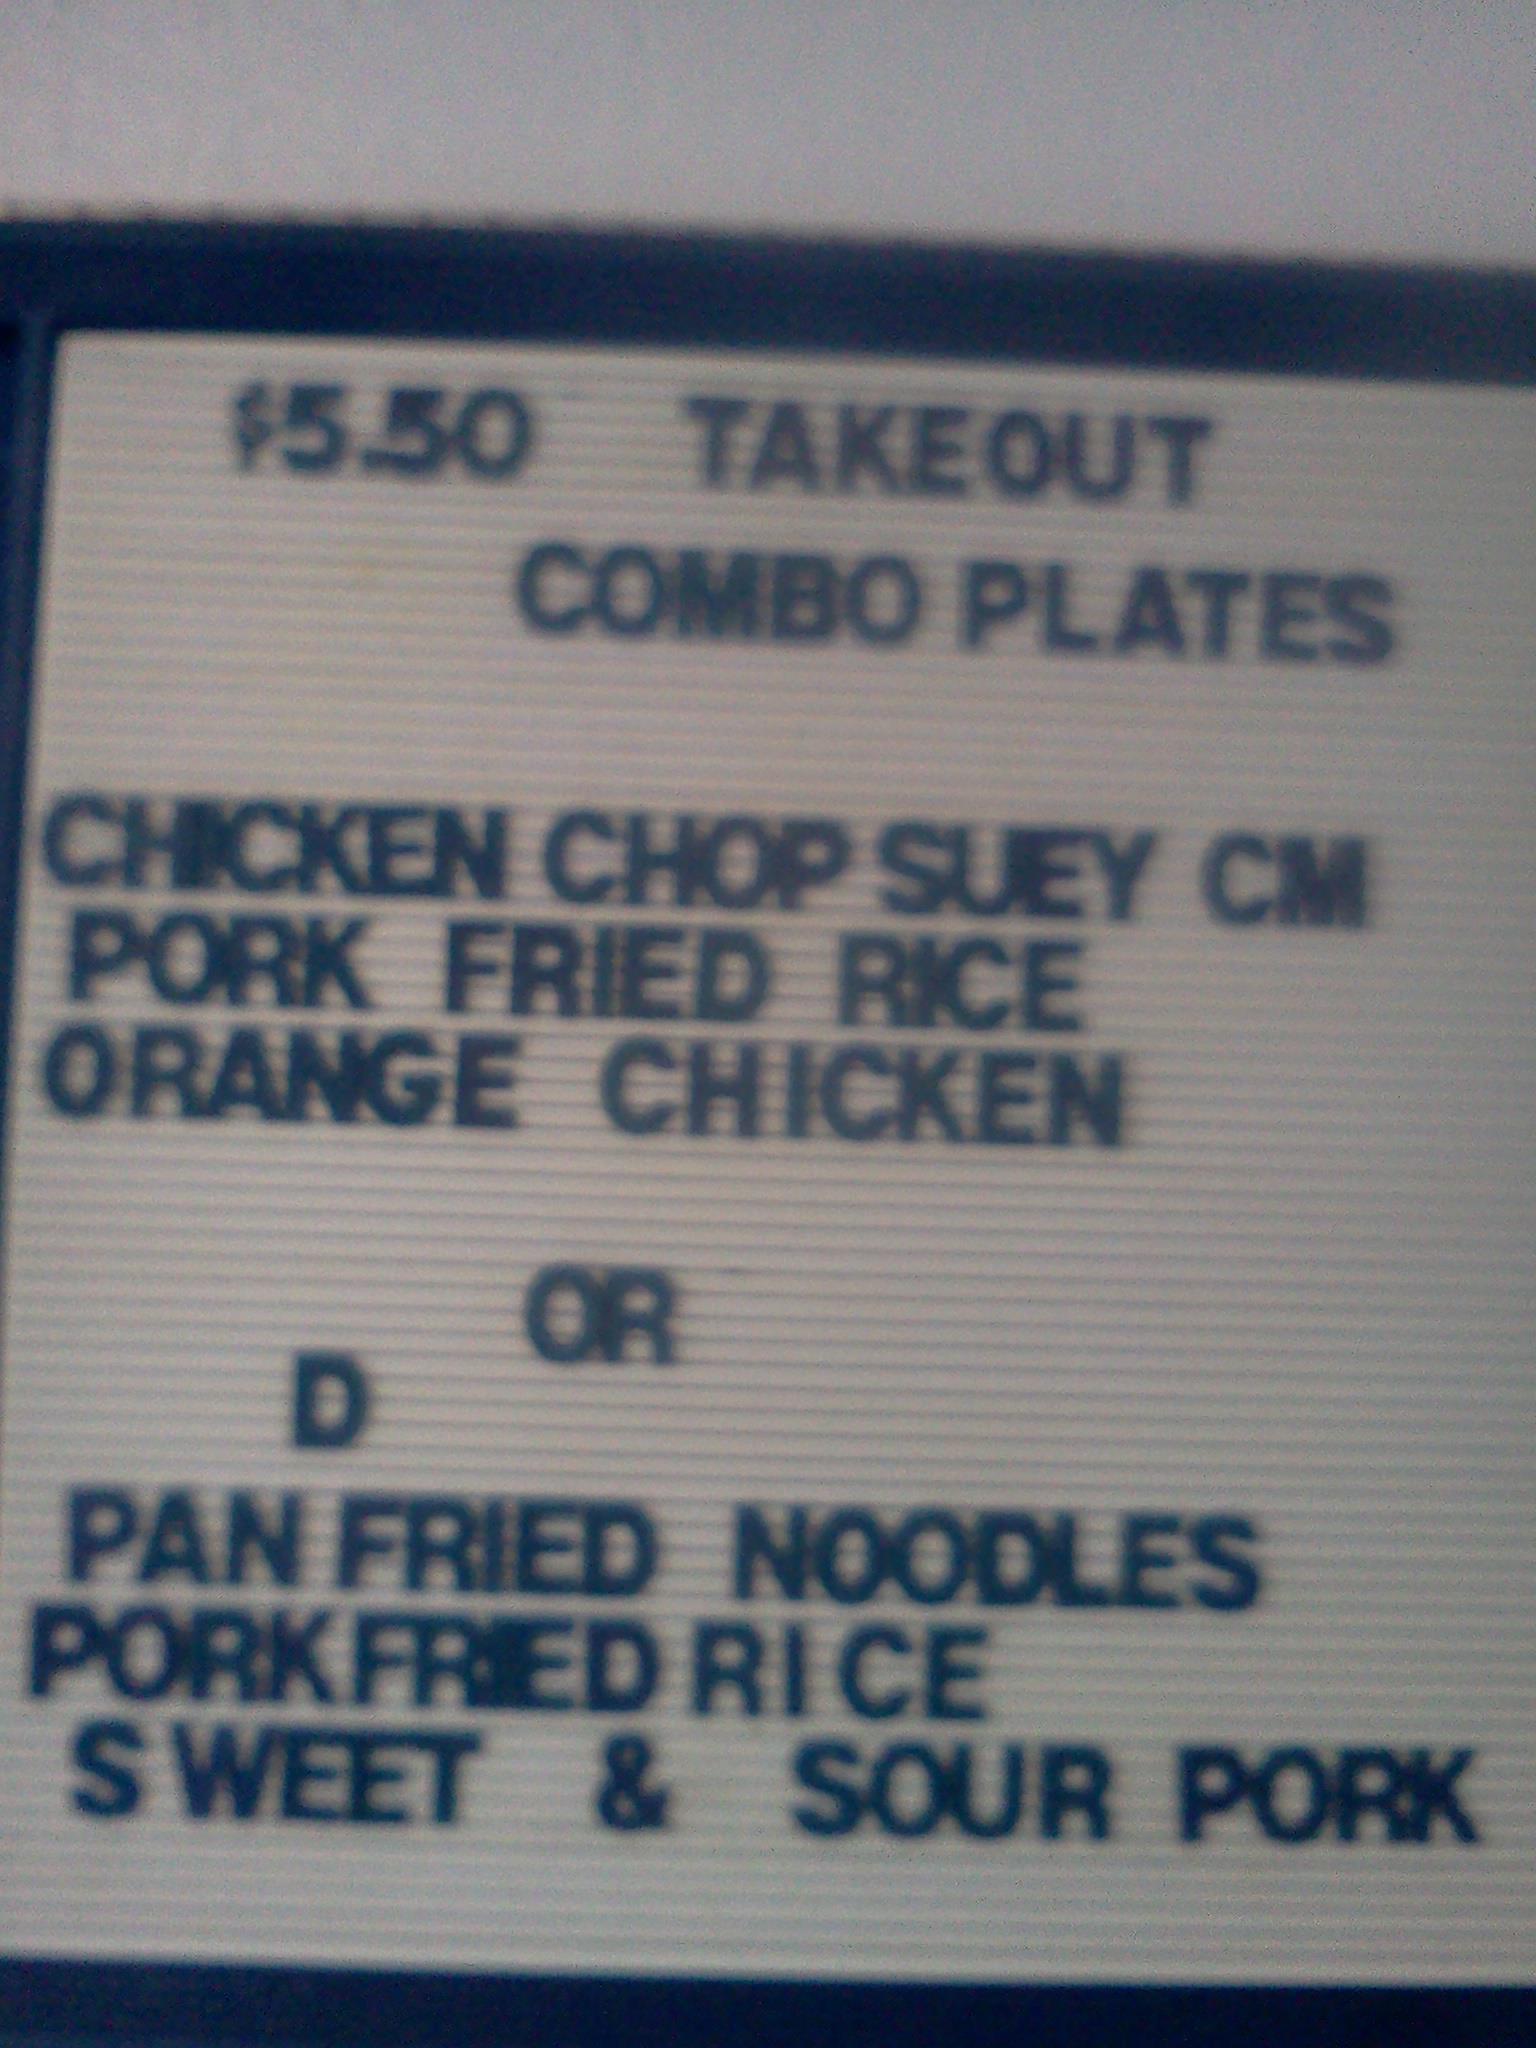 $5.50 TAKEOUT
COMBO PLATES
CHICKEN CHOP SUEY CM
PORK FRIED RICE
ORANGE CHICKEN
OR
D
PAN FRIED NOODLES
PORK FRIED RICE
SWEET & SOUR PORK